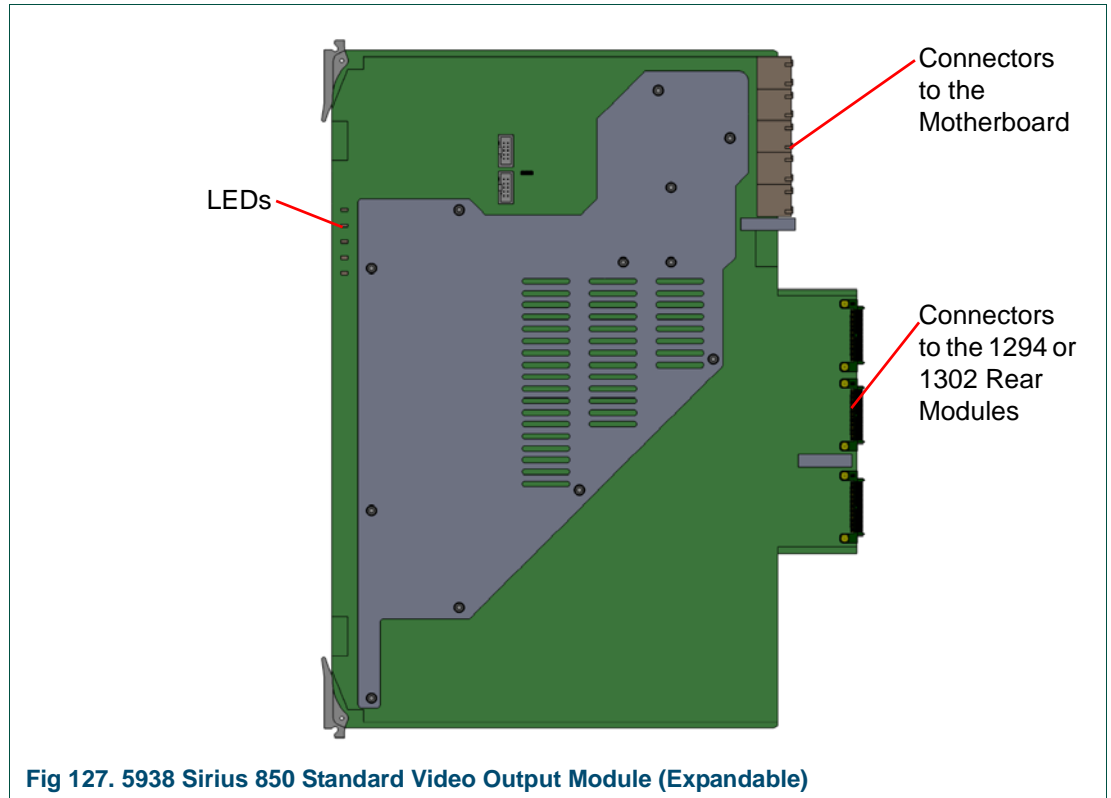 Connectors
to the
Motherboard
LEDs
Connectors
to the 1294 or
1302 Rear
Modules
Fig 127. 5938 Sirius 850 Standard Video Output Module (Expandable)